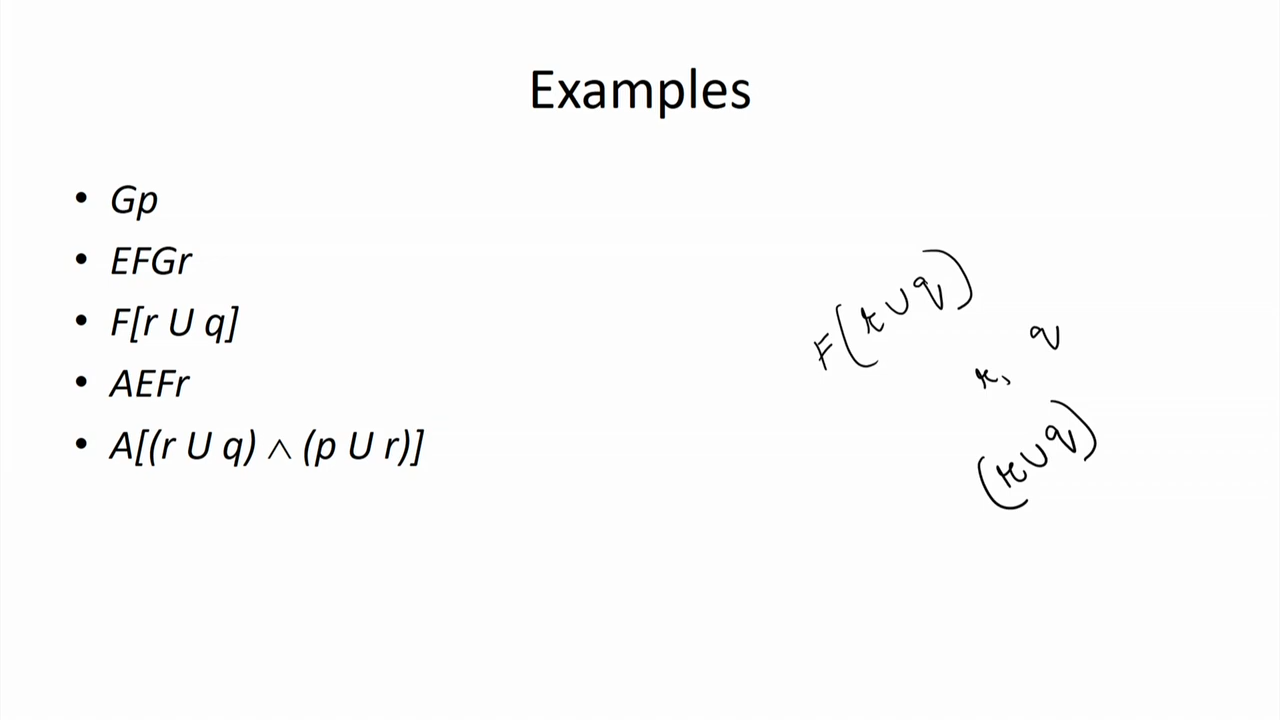 Examples
• Gp
• EFGr
• F[r U q]
• AEFr
• A[(r U q) ∧ (p U r)]
F(r U q)
r, q
(r U q)